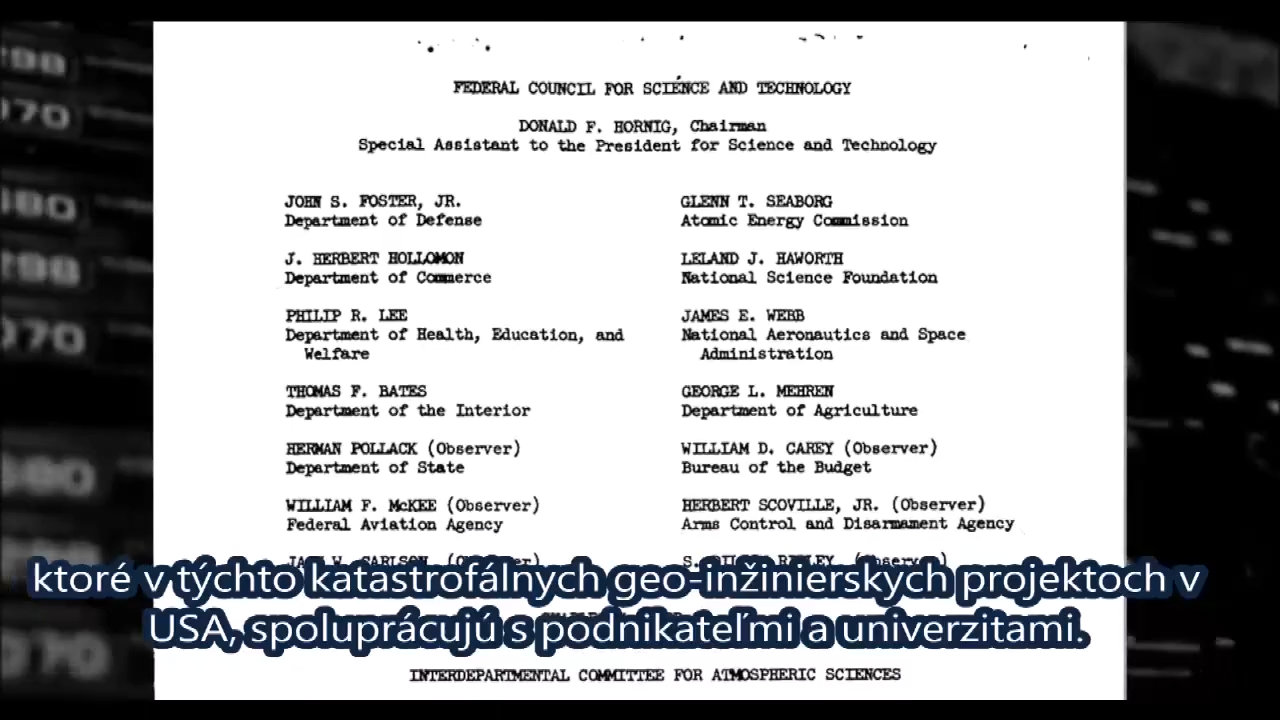 FEDERAL COUNCIL FOR SCIENCE AND TECHNOLOGY
DONALD F. HORNIG, Chairman
Special Assistant to the President for Science and Technology
JOHN S. FOSTER, JR.
Department of Defense
GLENN T. SEABORG
Atomic Energy Commission
J. HERBERT HOLLOMON
Department of Commerce
LELAND J. HAWORTH
National Science Foundation
PHILIP R. LEE
Department of Health, Education, and
Welfare
JAMES E. WEBB
National Aeronautics and Space
Administration
THOMAS F. BATES
Department of the Interior
GEORGE L. MEHREN
Department of Agriculture
HERMAN POLLACK (Observer)
Department of State
WILLIAM D. CAREY (Observer)
Bureau of the Budget
WILLIAM F. McKEE (Observer)
Federal Aviation Agency
HERBERT SCOVILLE, JR. (Observer)
Arms Control and Disarmament Agency
ktoré v týchto katastrofálnych geo-inžinierskych projektoch v
USA, spolupracujú s podnikateľmi a univerzitami.
INTERDEPARTMENTAL COMMITTEE FOR ATMOSPHERIC SCIENCES